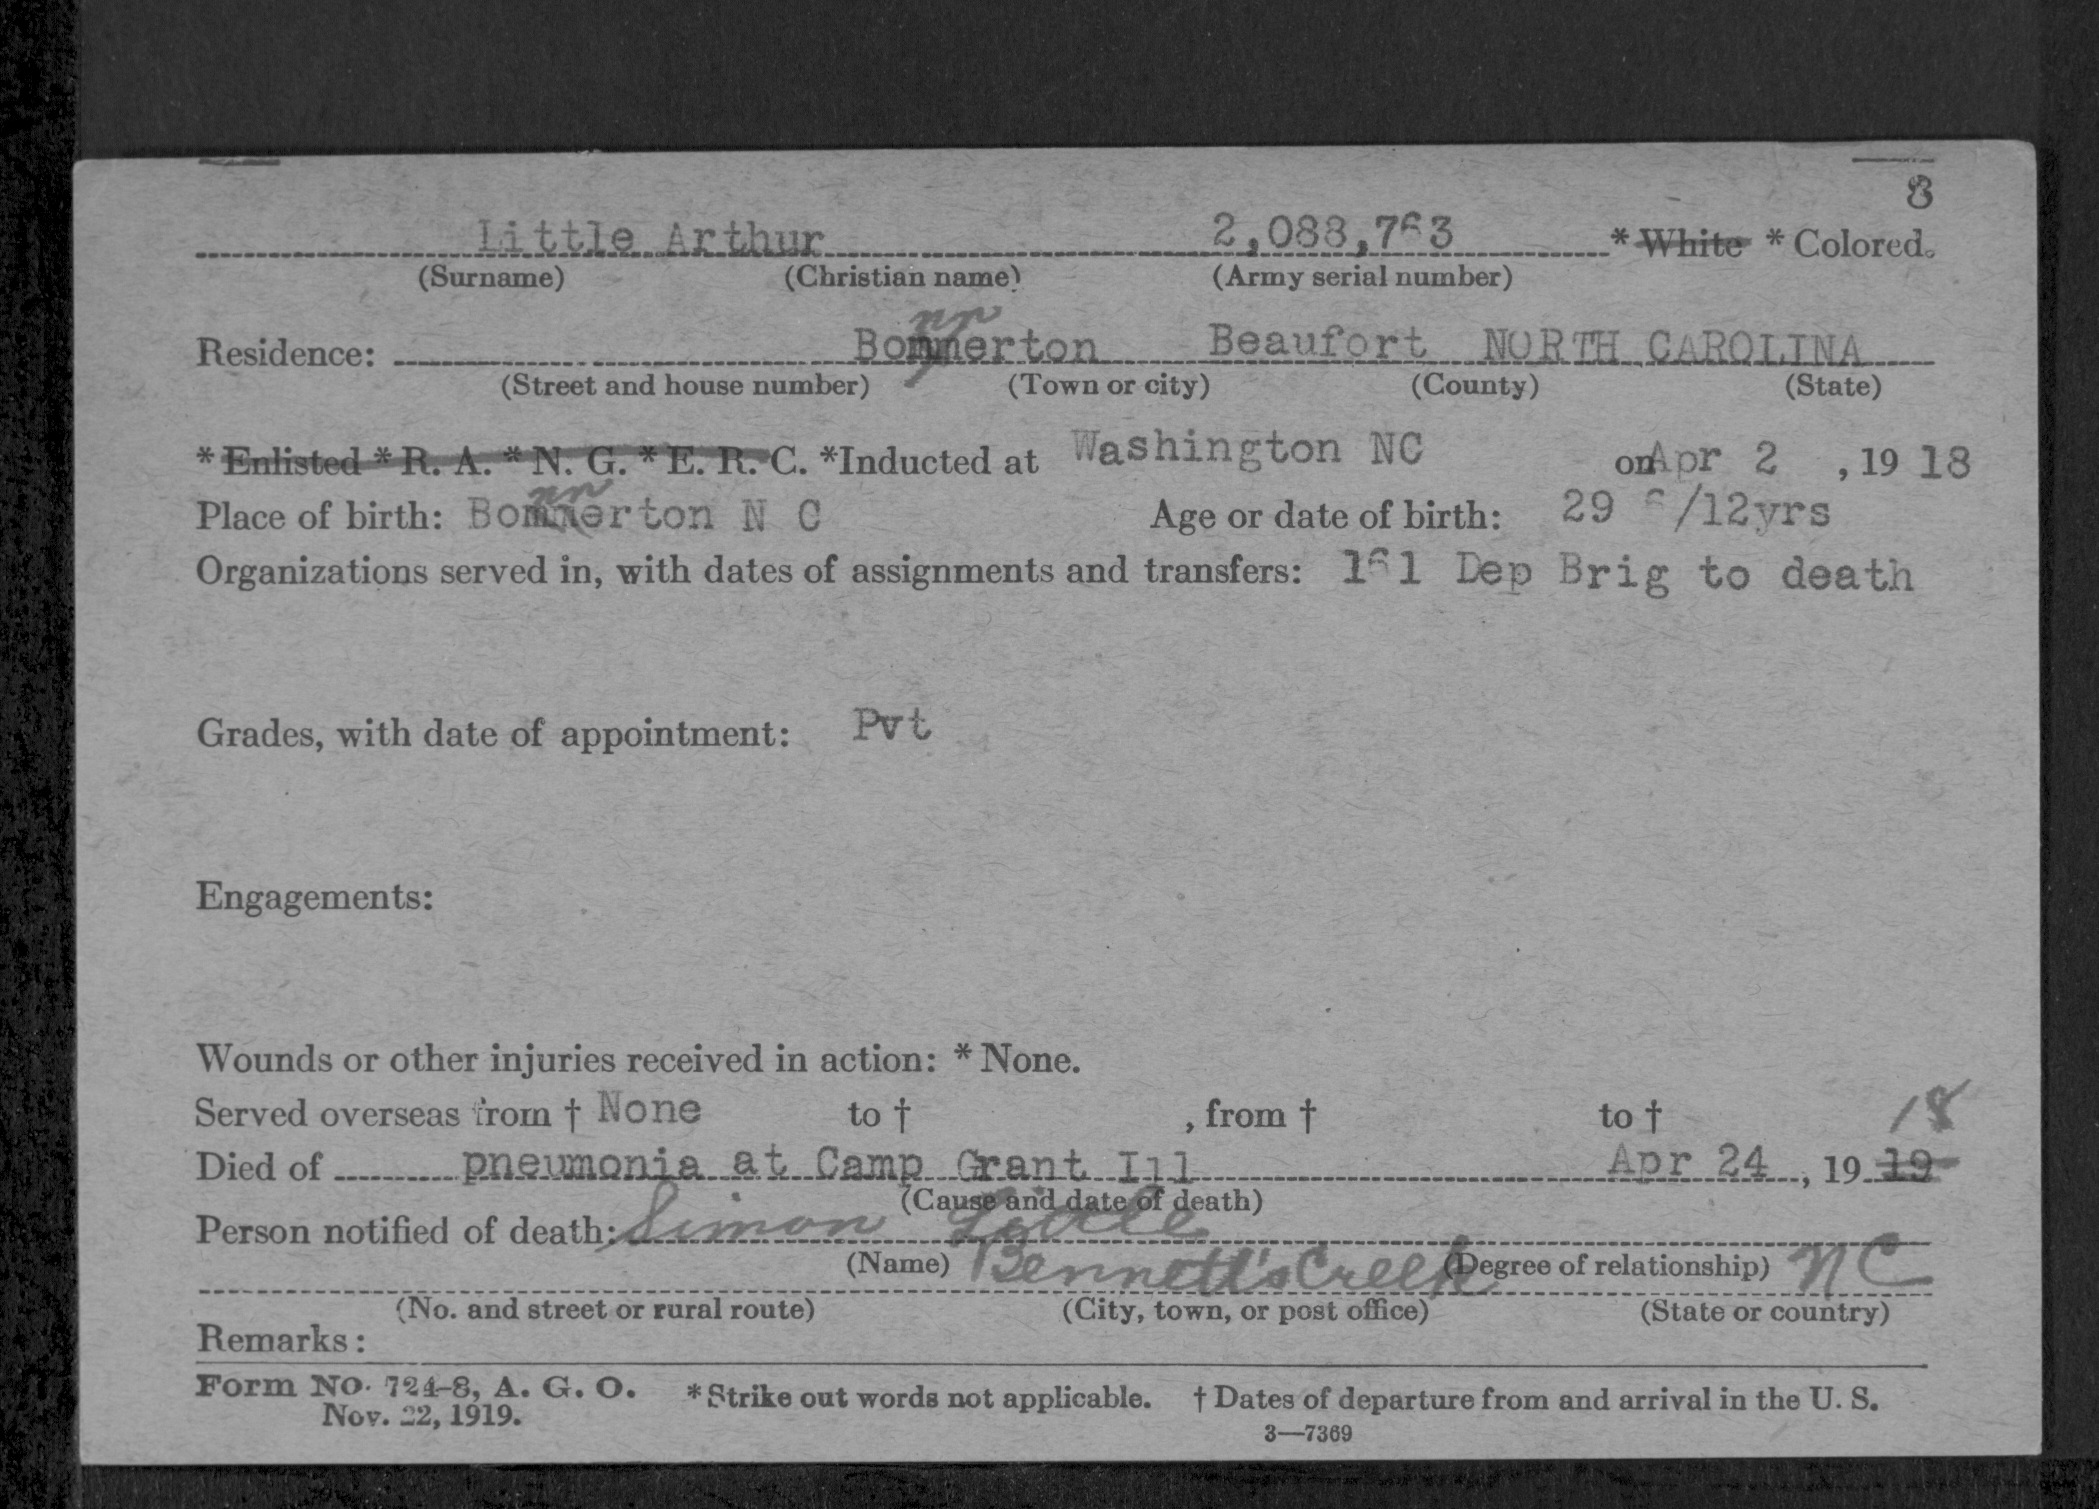 8
Little Arthur 2,088,763 * White * Colored.
(Surname) (Christian name) (Army serial number)
nn
Residence: Bommerton Beaufort NORTH CAROLINA
(Street and house number) (Town or city) (County) (State)
* Enlisted * R. A. * N. G. * E. R. C. *Inducted at Washington NC on Apr 2 , 19 18
nn
Place of birth: Bommerton N C Age or date of birth: 29 /12yrs
Organizations served in, with dates of assignments and transfers: 161 Dep Brig to death
Grades, with date of appointment: Pvt
Engagements:
Wounds or other injuries received in action: * None.
Served overseas from † None to † , from † to † 18
Died of pneumonia at Camp Grant Ill Apr 24 , 19 19
(Cause and date of death)
Person notified of death: Simon Little
(Name) (Degree of relationship)
Bennett's Creek NC
(No. and street or rural route) (City, town, or post office) (State or country)
Remarks:
Form No. 724-8, A. G. O. * Strike out words not applicable. † Dates of departure from and arrival in the U. S.
Nov. 22, 1919.
3—7369